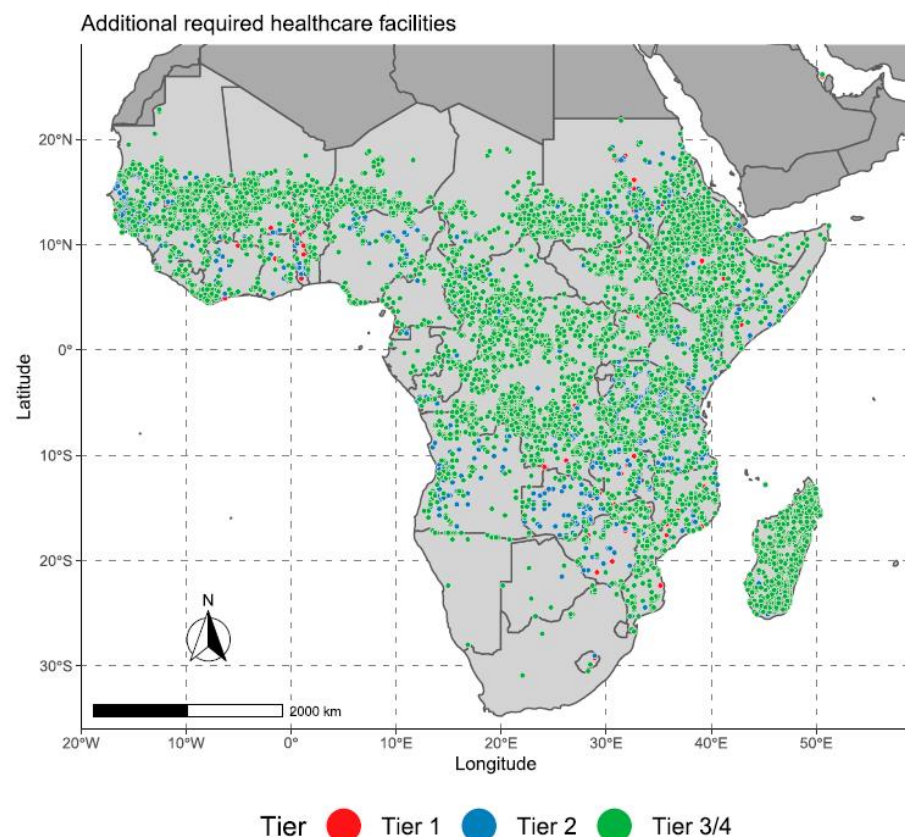 Additional required healthcare facilities
20°N
10°N
0°
10°S
20°S
30°S
Latitude
N
2000 km
20°W 10°W 0°E 10°E 20°E 30°E 40°E 50°E
Longitude
Tier Tier 1 Tier 2 Tier 3/4